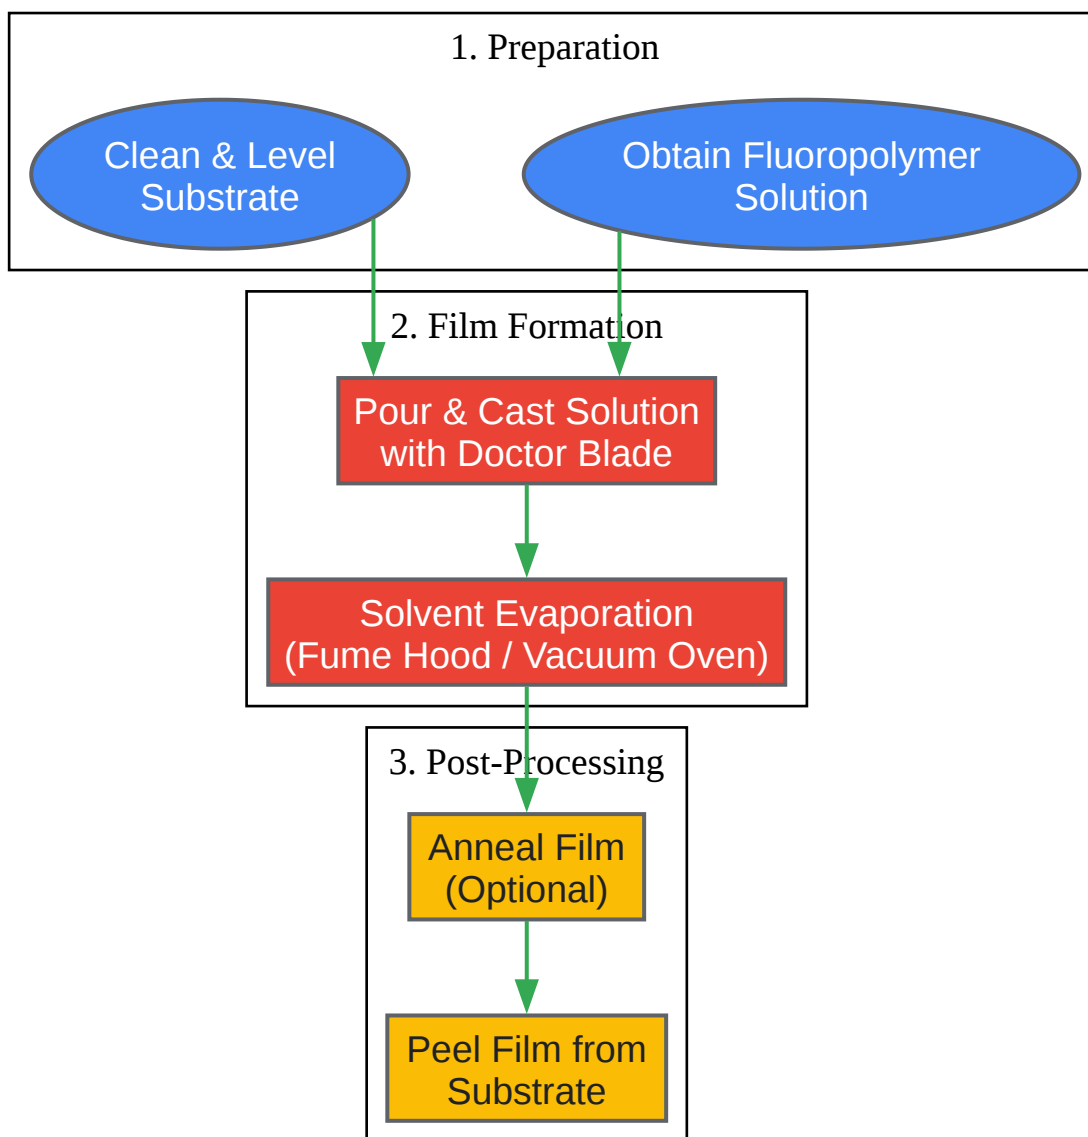 1. Preparation
Clean & Level
Substrate
Obtain Fluoropolymer
Solution
2. Film Formation
Pour & Cast Solution
with Doctor Blade
Solvent Evaporation
(Fume Hood / Vacuum Oven)
3. Post-Processing
Anneal Film
(Optional)
Peel Film from
Substrate